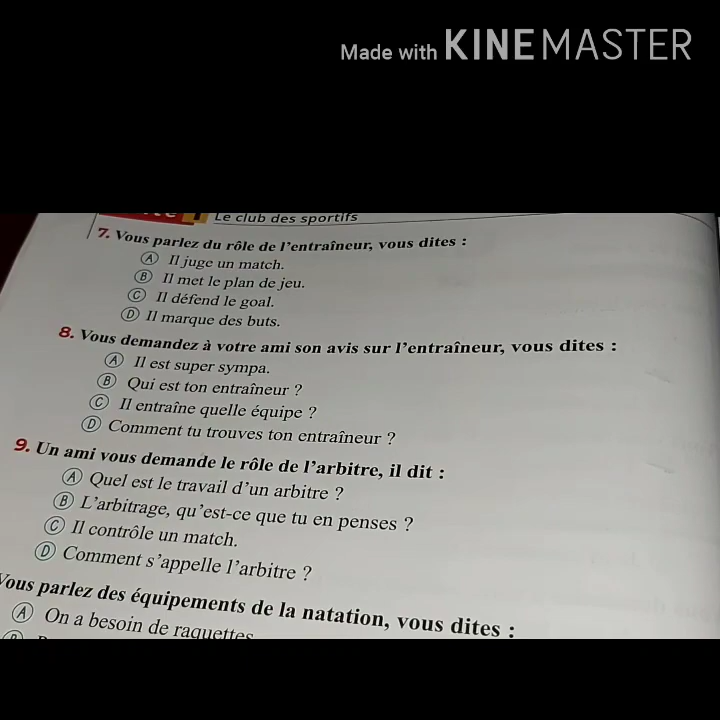 Made with KINEMASTER
1 Le club des sportifs
7. Vous parlez du rôle de l'entraîneur, vous dites :
A Il juge un match.
B Il met le plan de jeu.
C Il défend le goal.
D Il marque des buts.
8. Vous demandez à votre ami son avis sur l'entraîneur, vous dites :
A Il est super sympa.
B Qui est ton entraîneur ?
C Il entraîne quelle équipe ?
D Comment tu trouves ton entraîneur ?
9. Un ami vous demande le rôle de l'arbitre, il dit :
A Quel est le travail d'un arbitre ?
B L'arbitrage, qu'est-ce que tu en penses ?
C Il contrôle un match.
D Comment s'appelle l'arbitre ?
Vous parlez des équipements de la natation, vous dites :
A On a besoin de raquettes